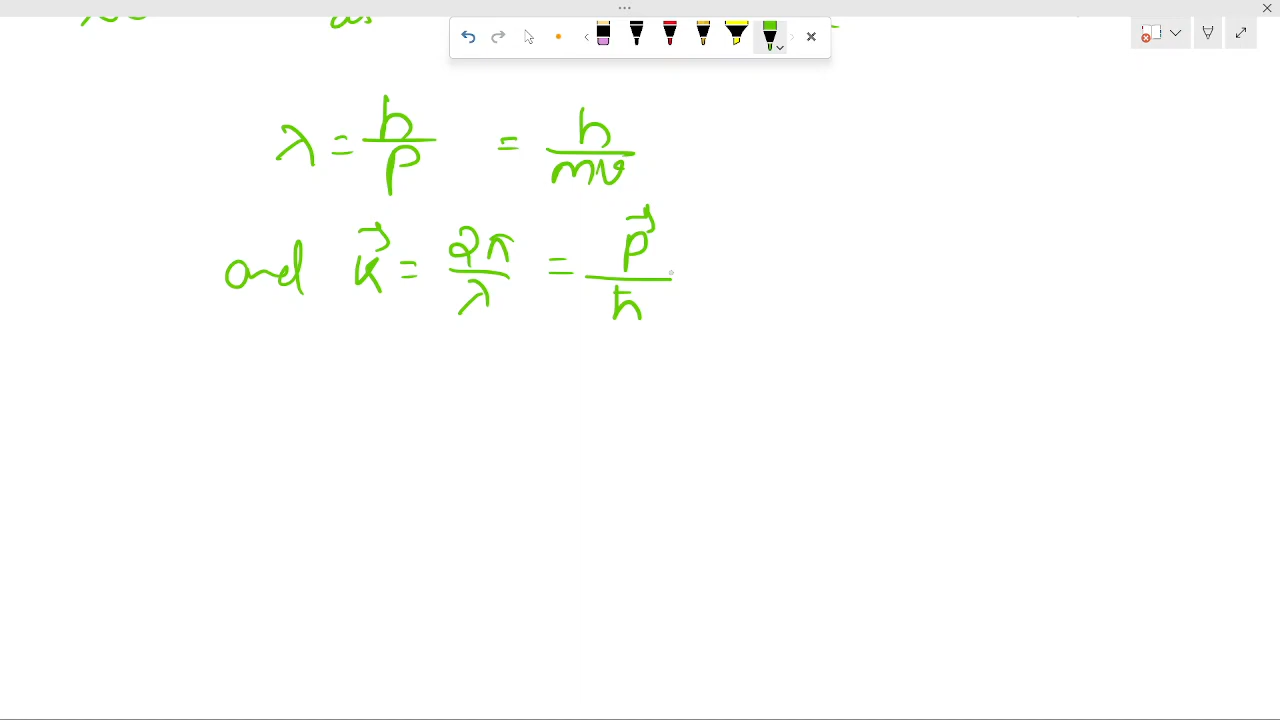 λ = h/p = h/mv
and k⃗ = 2π/λ = p⃗/ħ